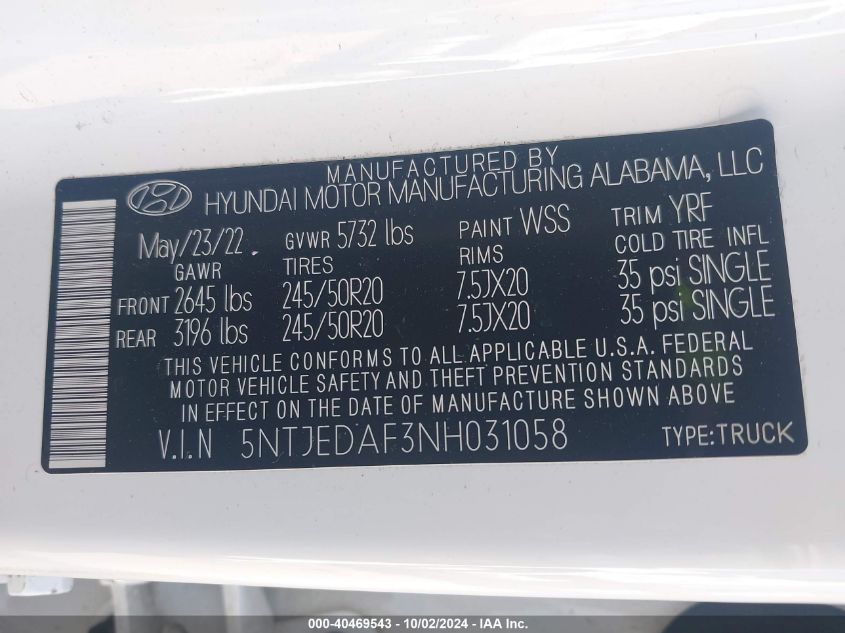 MANUFACTURED BY
HYUNDAI MOTOR MANUFACTURING ALABAMA, LLC
May/23/22 GVWR 5732 lbs PAINT WSS TRIM YRF
GAWR TIRES RIMS COLD TIRE INFL
FRONT 2645 lbs 245/50R20 7.5JX20 35 psi SINGLE
REAR 3196 lbs 245/50R20 7.5JX20 35 psi SINGLE
THIS VEHICLE CONFORMS TO ALL APPLICABLE U.S.A. FEDERAL
MOTOR VEHICLE SAFETY AND THEFT PREVENTION STANDARDS
IN EFFECT ON THE DATE OF MANUFACTURE SHOWN ABOVE
V.I.N 5NTJEDAF3NH031058 TYPE:TRUCK
000-40469543 - 10/02/2024 - IAA Inc.